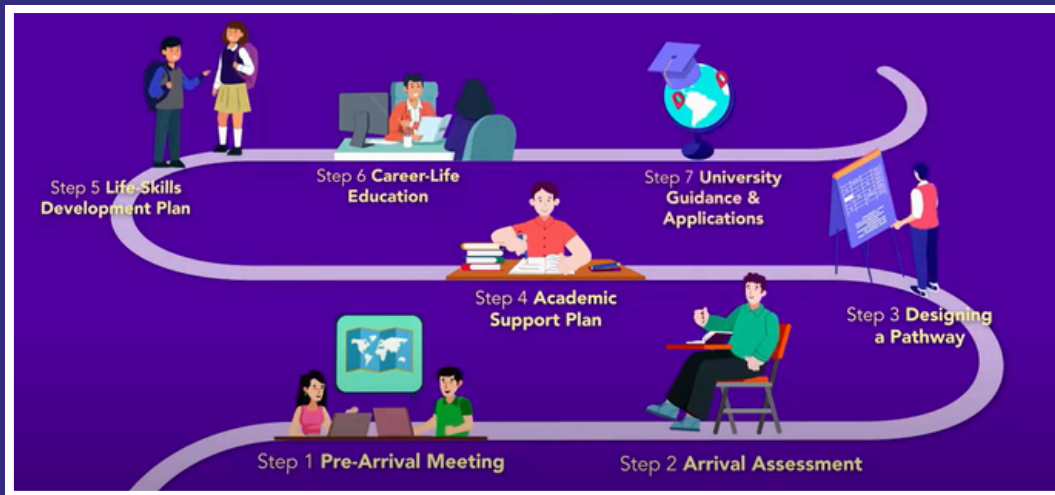 Step 1 Pre-Arrival Meeting
Step 2 Arrival Assessment
Step 3 Designing
a Pathway
Step 4 Academic
Support Plan
Step 5 Life-Skills
Development Plan
Step 6 Career-Life
Education
Step 7 University
Guidance &
Applications